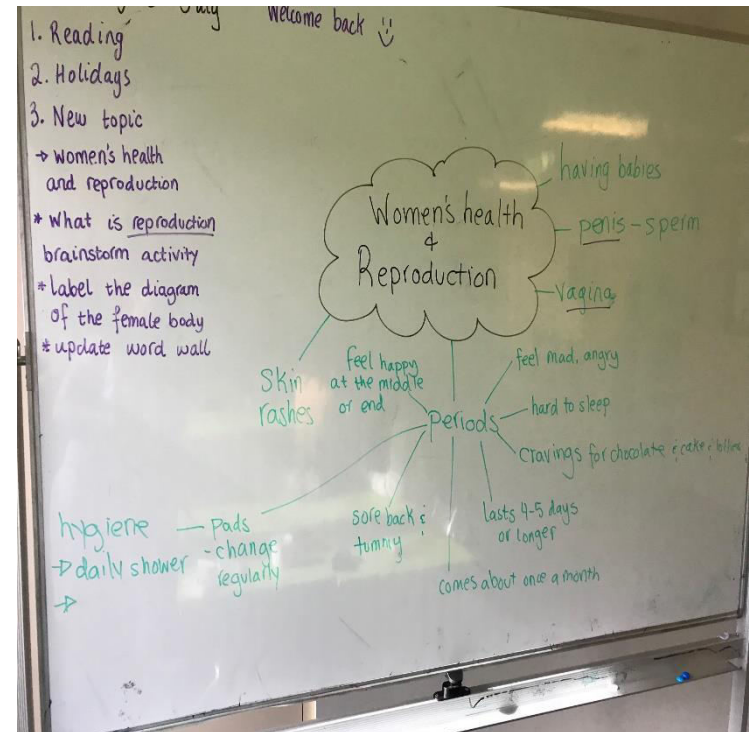 July Welcome back
1. Reading
2. Holidays
3. New topic
→ women's health
and reproduction
* What is reproduction
brainstorm activity
* Label the diagram
of the female body
* update word wall
Women's health
&
Reproduction
having babies
penis - sperm
vagina
Skin
rashes
Periods
feel happy
at the middle
or end
feel mad, angry
hard to sleep
cravings for chocolate & cake &
lasts 4-5 days
or longer
comes about once a month
sore back &
tummy
pads
- change
regularly
hygiene
→ daily shower
→